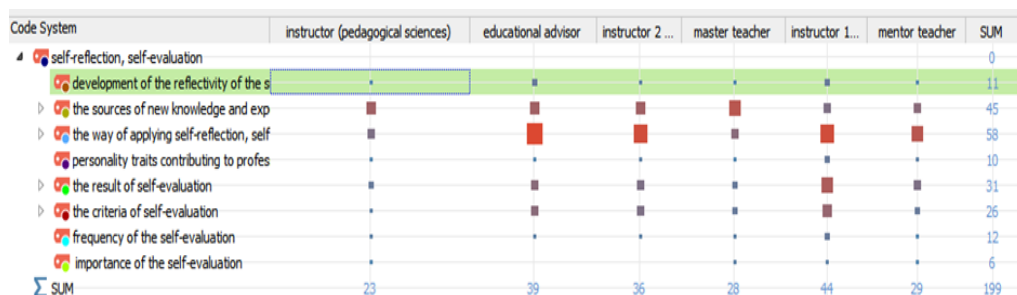 Code System instructor (pedagogical sciences) educational advisor instructor 2 ... master teacher instructor 1... mentor teacher SUM
self-reflection, self-evaluation 0
development of the reflectivity of the s 11
the sources of new knowledge and exp 45
the way of applying self-reflection, self 58
personality traits contributing to profes 10
the result of self-evaluation 31
the criteria of self-evaluation 26
frequency of the self-evaluation 12
importance of the self-evaluation 6
Σ SUM 23 39 36 28 44 29 199